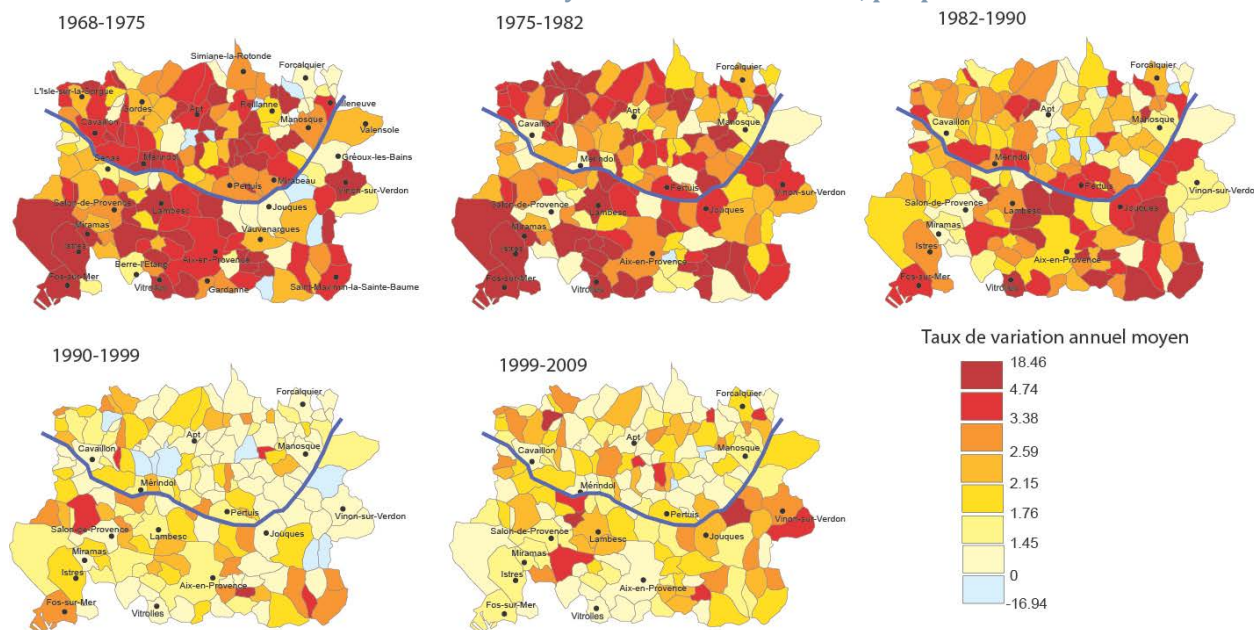 1968-1975
Simiane-la-Rotonde
Forcalquier
L'Isle-sur-la-Sorgue
Gordes
Apt
Reillanne
Villeneuve
Cavaillon
Manosque
Valensole
Sénas
Mérindol
Gréoux-les-Bains
Pertuis
Mirabeau
Vinon-sur-Verdon
Salon-de-Provence
Lambesc
Jouques
Miramas
Vauvenargues
Istres
Berre-l'Etang
Aix-en-Provence
Fos-sur-Mer
Vitrolles
Gardanne
Saint-Maximin-la-Sainte-Baume
1975-1982
Apt
Cavaillon
Manosque
Mérindol
Pertuis
Vinon-sur-Verdon
Salon-de-Provence
Lambesc
Jouques
Miramas
Istres
Aix-en-Provence
Fos-sur-Mer
Vitrolles
1982-1990
Forcalquier
Apt
Cavaillon
Manosque
Mérindol
Pertuis
Vinon-sur-Verdon
Salon-de-Provence
Lambesc
Jouques
Miramas
Istres
Aix-en-Provence
Fos-sur-Mer
Vitrolles
1990-1999
Forcalquier
Apt
Cavaillon
Manosque
Mérindol
Pertuis
Vinon-sur-Verdon
Salon-de-Provence
Lambesc
Jouques
Miramas
Istres
Aix-en-Provence
Fos-sur-Mer
Vitrolles
1999-2009
Forcalquier
Apt
Cavaillon
Manosque
Mérindol
Pertuis
Vinon-sur-Verdon
Salon-de-Provence
Lambesc
Jouques
Miramas
Istres
Aix-en-Provence
Fos-sur-Mer
Vitrolles
Taux de variation annuel moyen
18.46
4.74
3.38
2.59
2.15
1.76
1.45
0
-16.94